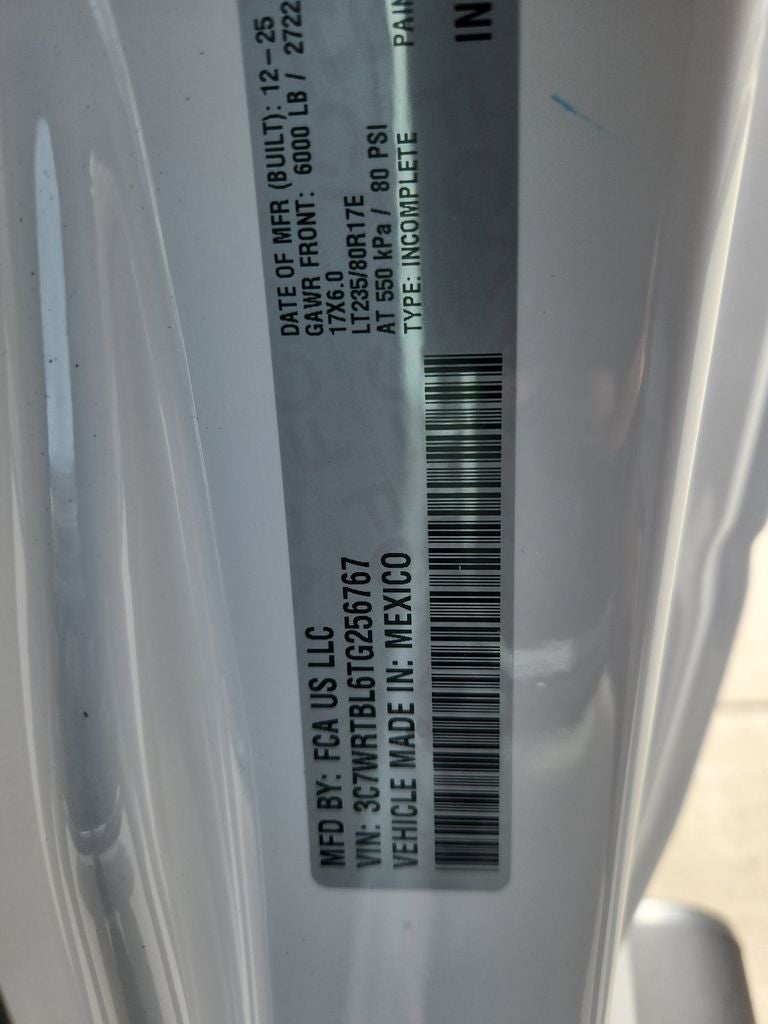 MFD BY: FCA US LLC
VIN: 3C7WRTBL6TG256767
VEHICLE MADE IN: MEXICO
DATE OF MFR (BUILT): 12-25
GAWR FRONT: 6000 LB / 2722
17X6.0
LT235/80R17E
AT 550 kPa / 80 PSI
TYPE: INCOMPLETE